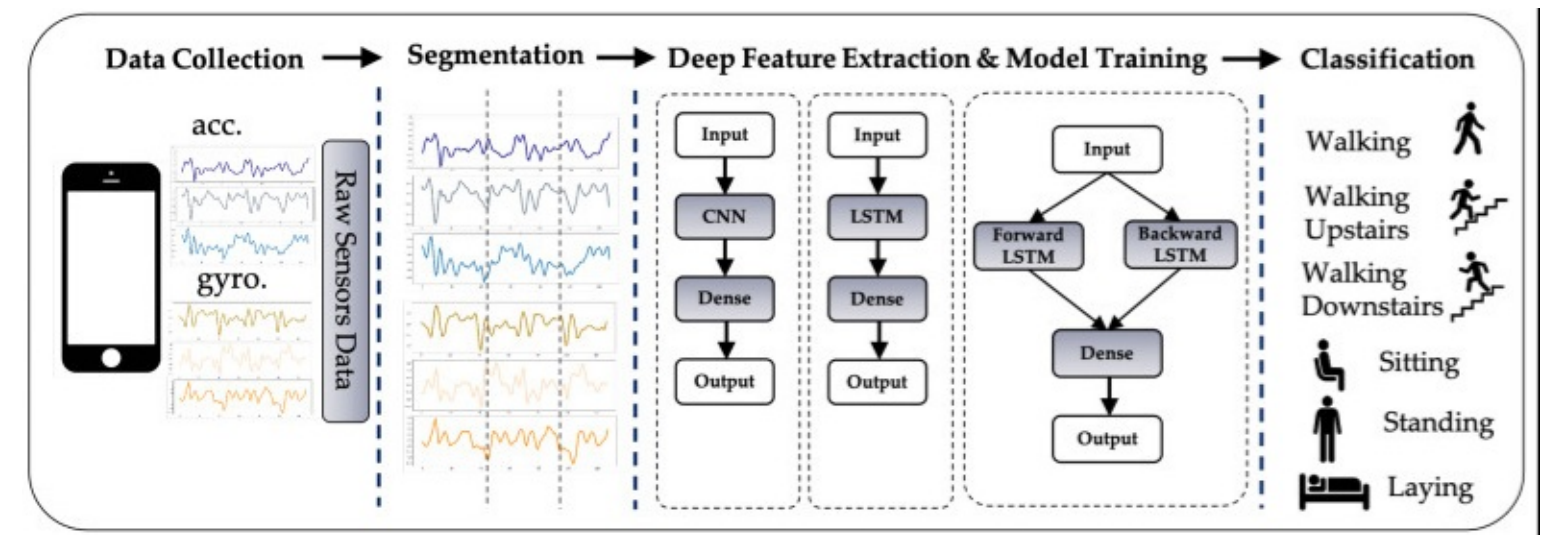 Data Collection
Segmentation
Deep Feature Extraction & Model Training
Classification
acc.
gyro.
Raw Sensors Data
Input
CNN
Dense
Output
Input
LSTM
Dense
Output
Input
Forward
LSTM
Backward
LSTM
Dense
Output
Walking
Walking
Upstairs
Walking
Downstairs
Sitting
Standing
Laying